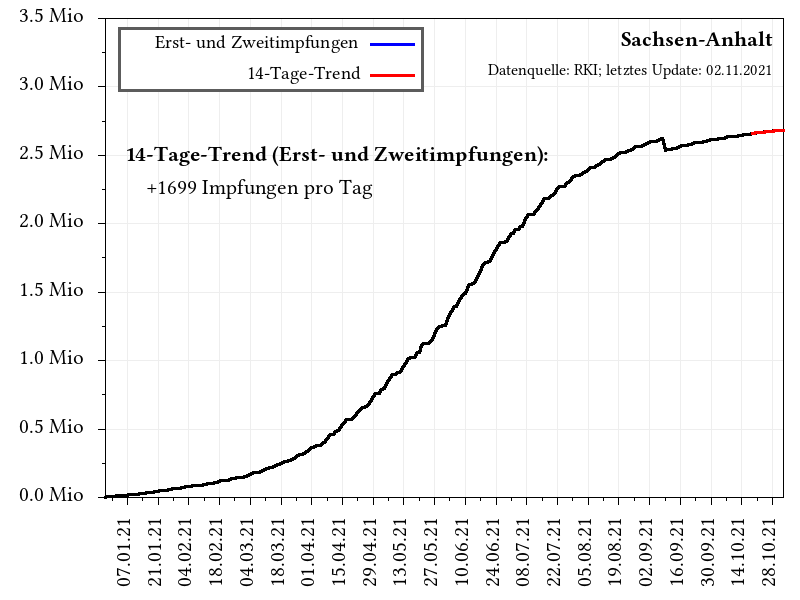 3.5 Mio
3.0 Mio
2.5 Mio
2.0 Mio
1.5 Mio
1.0 Mio
0.5 Mio
0.0 Mio
Erst- und Zweitimpfungen
14-Tage-Trend
Sachsen-Anhalt
Datenquelle: RKI; letztes Update: 02.11.2021
14-Tage-Trend (Erst- und Zweitimpfungen):
+1699 Impfungen pro Tag
07.01.21
21.01.21
04.02.21
18.02.21
04.03.21
18.03.21
01.04.21
15.04.21
29.04.21
13.05.21
27.05.21
10.06.21
24.06.21
08.07.21
22.07.21
05.08.21
19.08.21
02.09.21
16.09.21
30.09.21
14.10.21
28.10.21